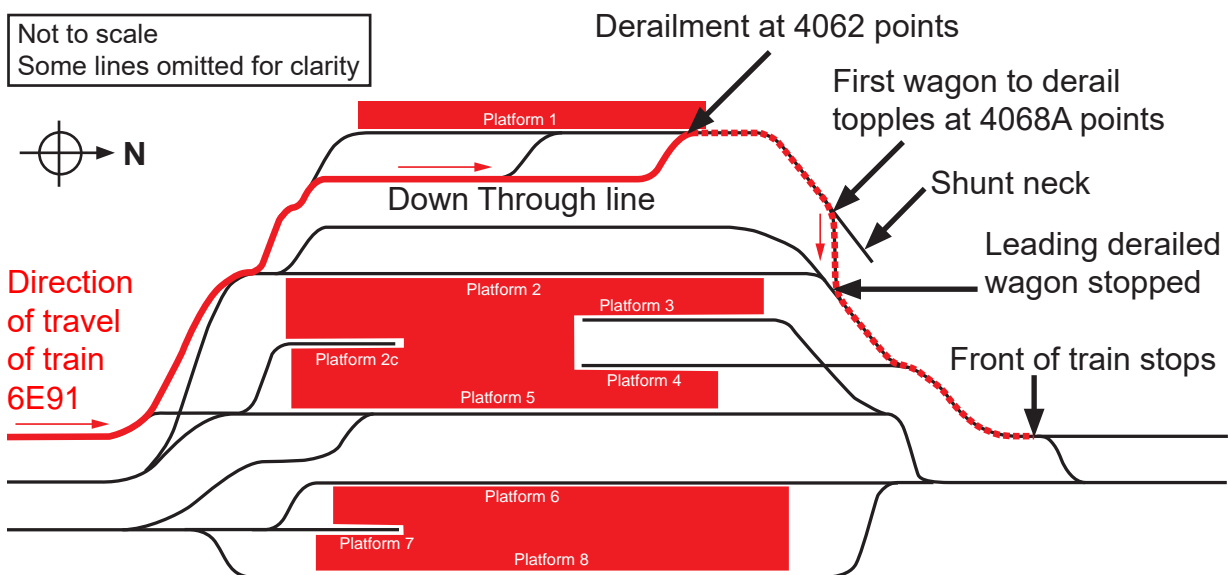 Not to scale
Some lines omitted for clarity
N
Derailment at 4062 points
First wagon to derail
topples at 4068A points
Platform 1
Shunt neck
Down Through line
Leading derailed
wagon stopped
Direction
of travel
of train
6E91
Platform 2
Platform 3
Platform 2c
Platform 4
Front of train stops
Platform 5
Platform 6
Platform 7
Platform 8